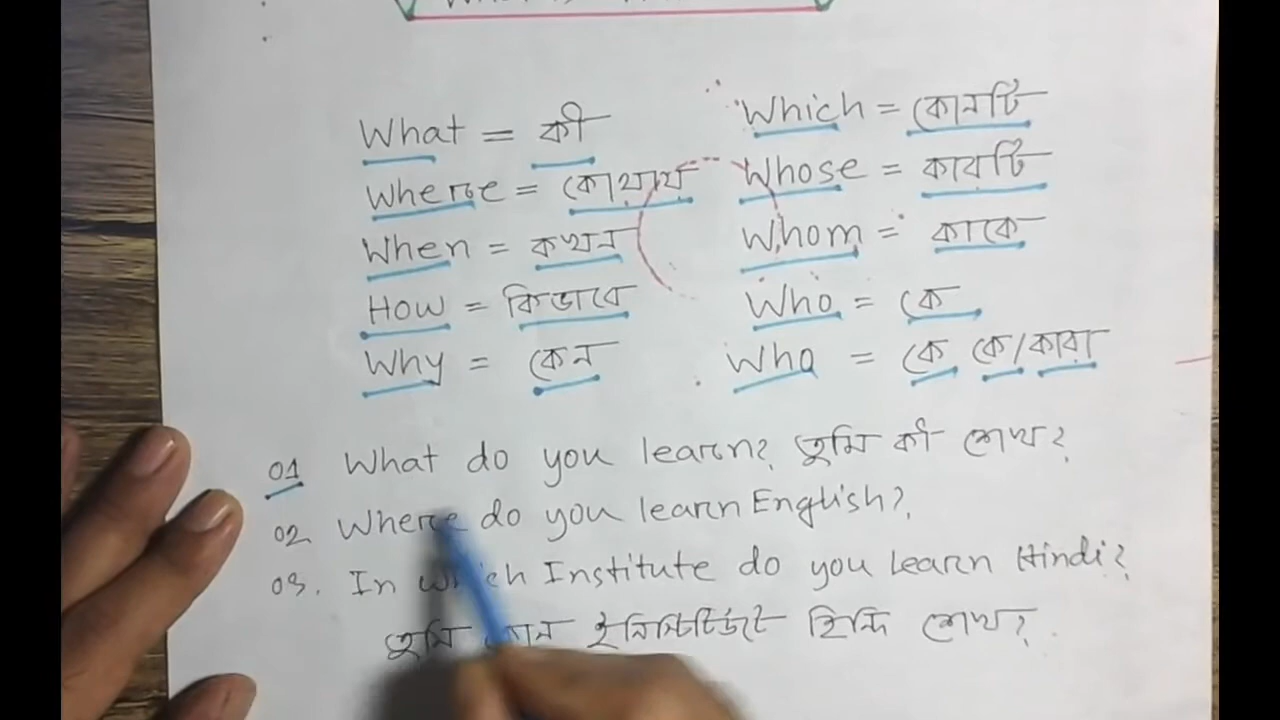 What = কী
Where = কোথায়
When = কখন
How = কিভাবে
Why = কেন
Which = কোনটি
Whose = কারটি
Whom = কাকে
Who = কে
Who = কে কে/কারা
01 What do you learn? তুমি কী শেখ?
02 Where do you learn English?
03. In which Institute do you learn Hindi?
তুমি কোন ইনিস্টিটিউটে হিন্দি শেখ?